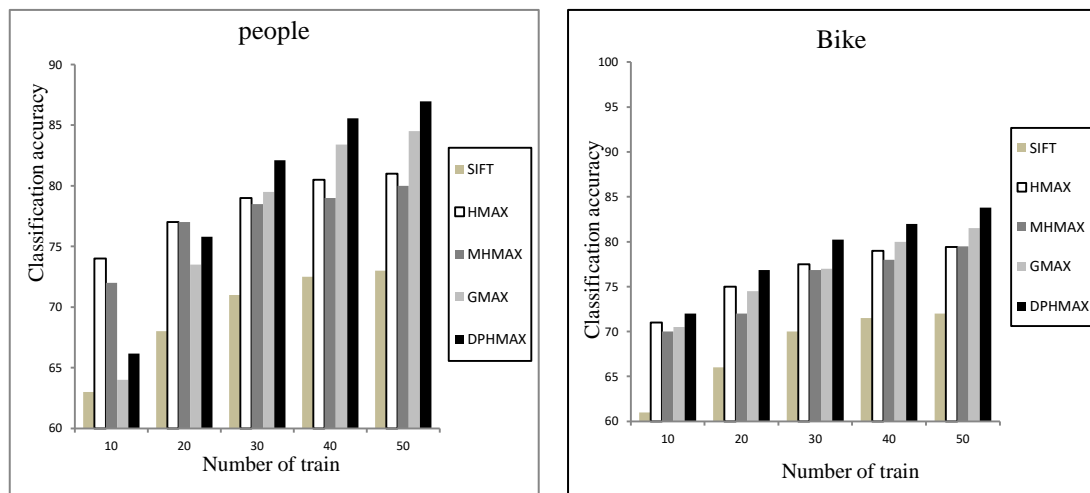 people
Classification accuracy
90
85
80
75
70
65
60
10 20 30 40 50
Number of train
SIFT
HMAX
MHMAX
GMAX
DPHMAX
Bike
Classification accuracy
100
95
90
85
80
75
70
65
60
10 20 30 40 50
Number of train
SIFT
HMAX
MHMAX
GMAX
DPHMAX